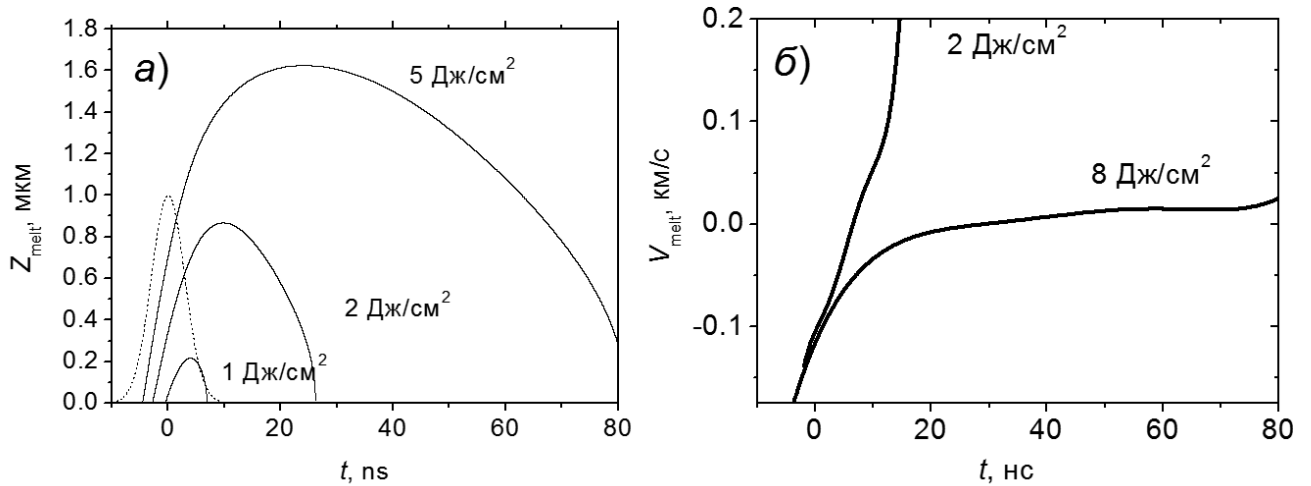 а)
1.8
1.6
1.4
1.2
1.0
0.8
0.6
0.4
0.2
0.0
Z_melt, мкм
5 Дж/см²
2 Дж/см²
1 Дж/см²
0 20 40 60 80
t, ns
б)
0.2
0.1
0.0
-0.1
V_melt, км/с
2 Дж/см²
8 Дж/см²
0 20 40 60 80
t, нс